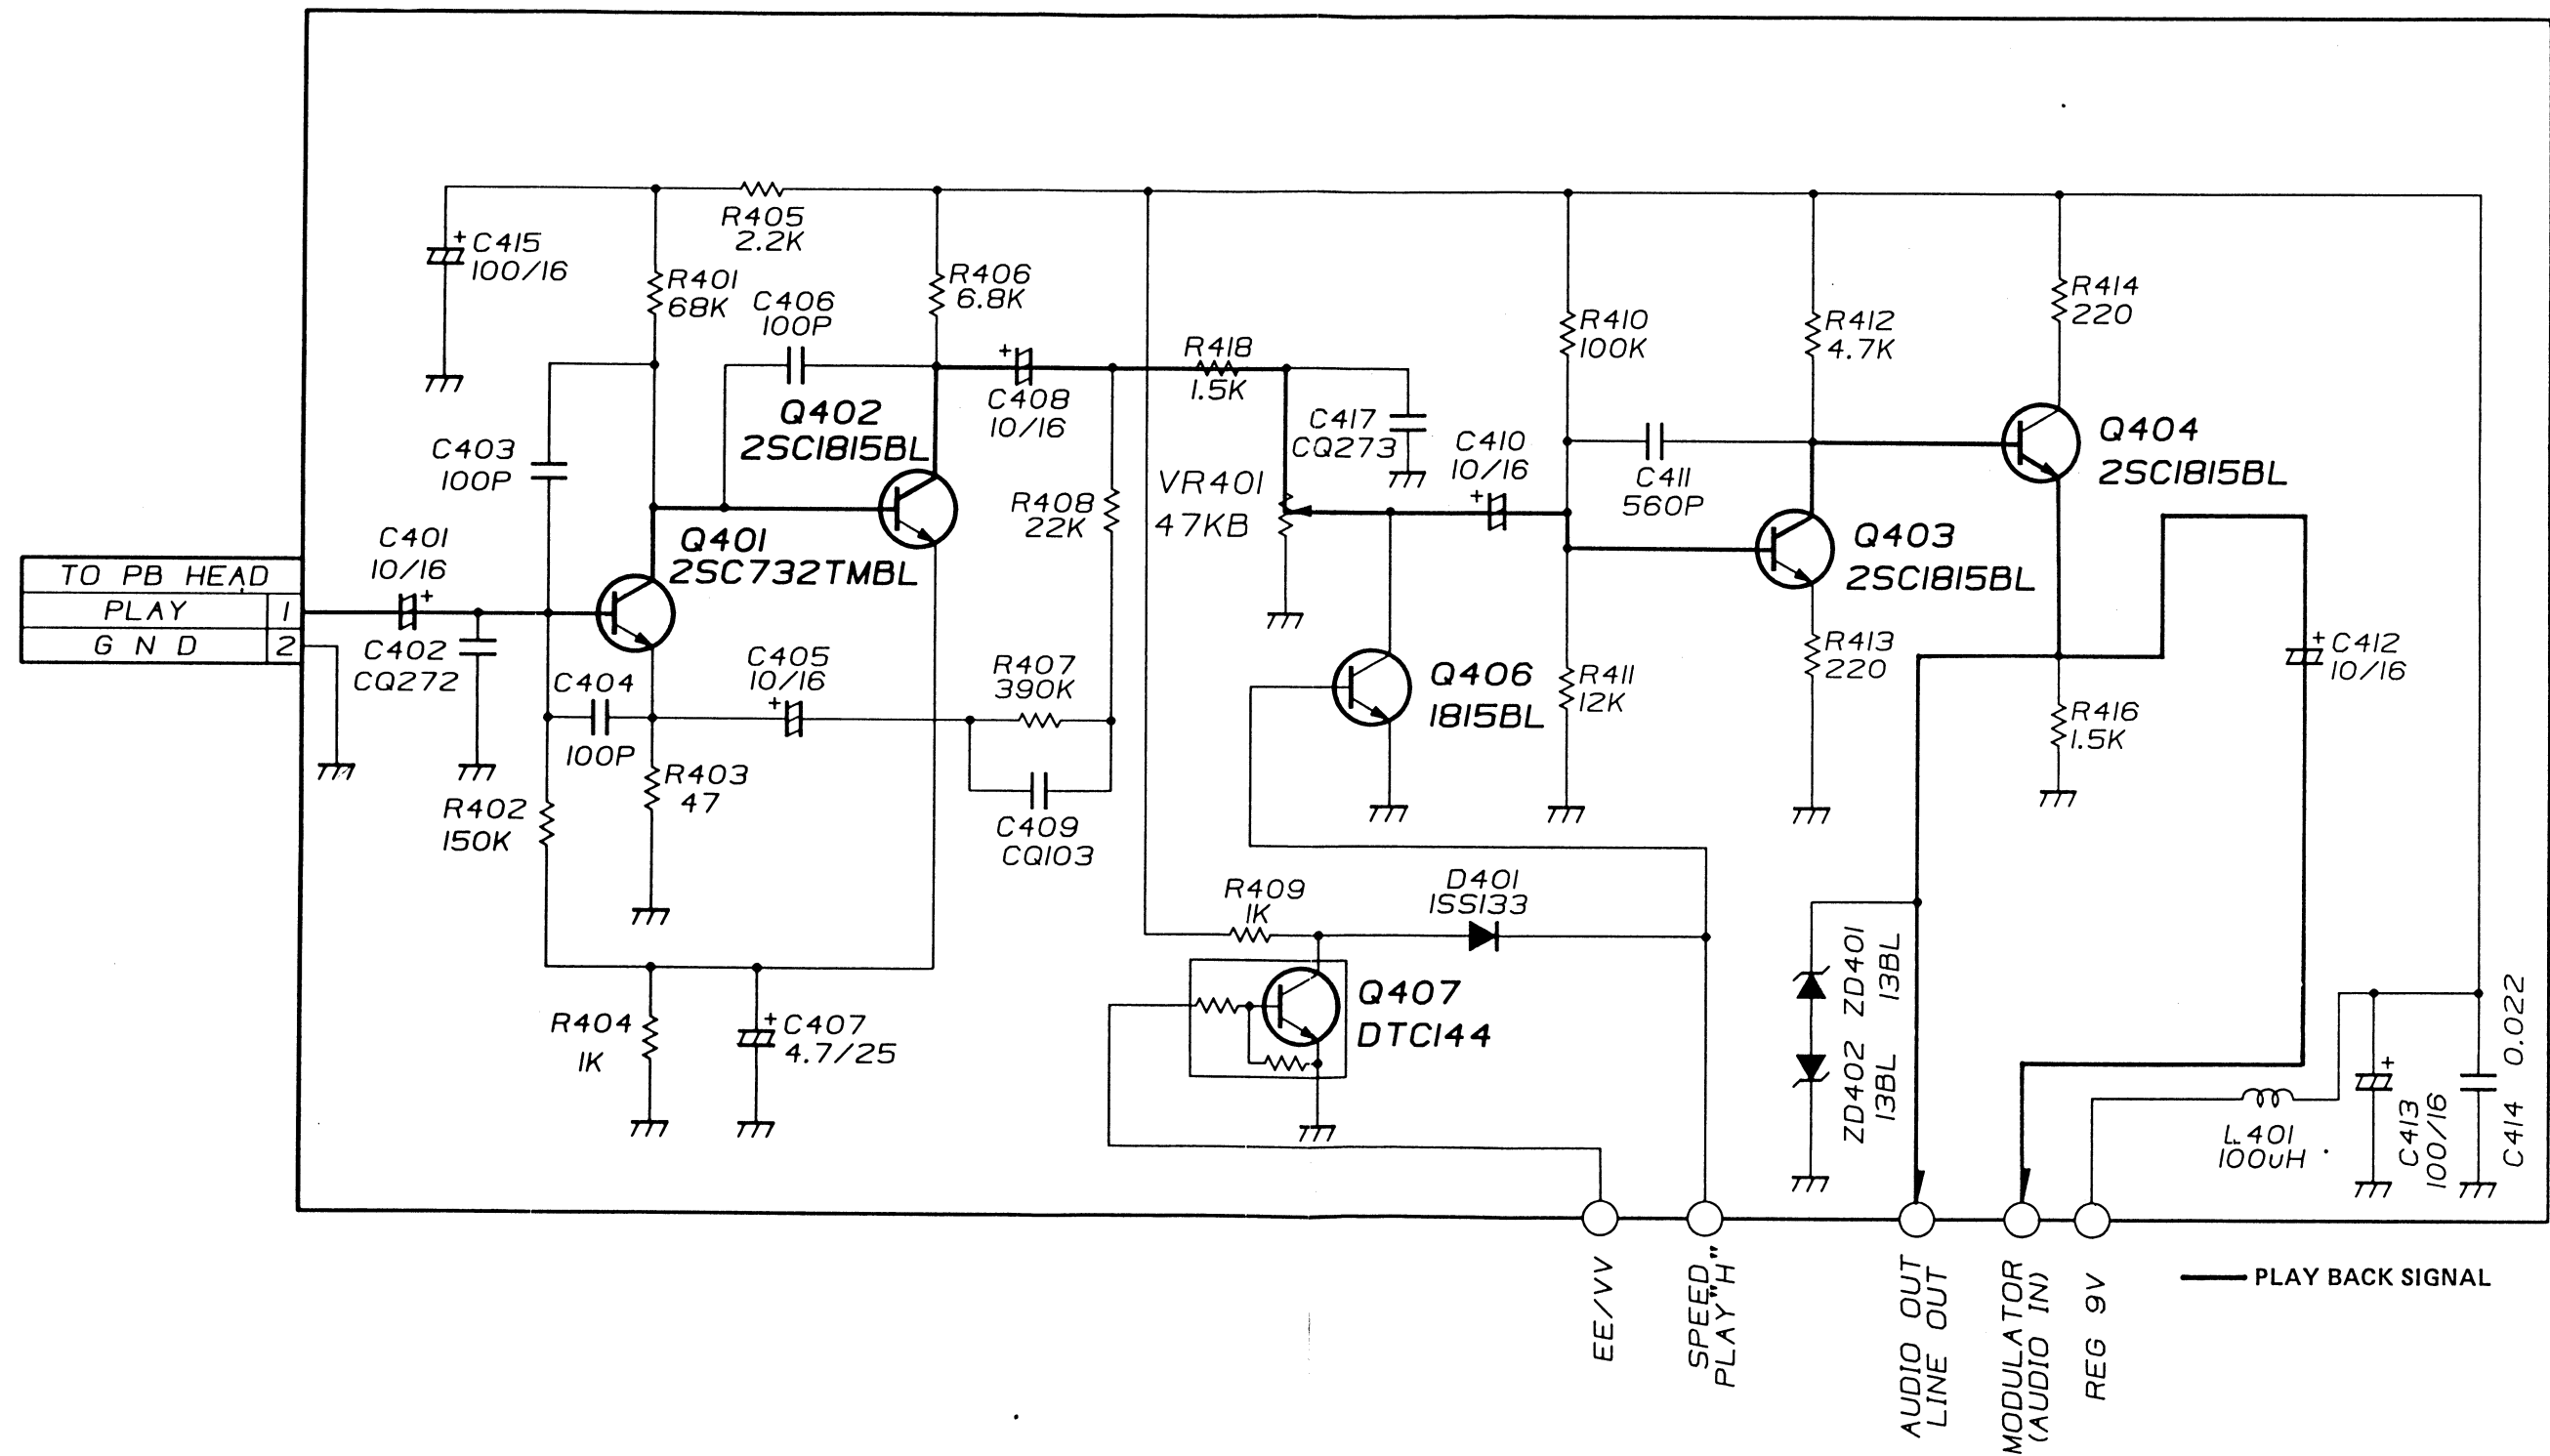 R405
2.2K
+ C415
100/16
R401
68K
C406
100P
R406
6.8K
+
C408
10/16
R418
1.5K
R410
100K
R412
4.7K
R414
220
Q402
2SC1815BL
C403
100P
C417
CQ273
C410
10/16
+
C411
560P
Q404
2SC1815BL
VR401
47KB
R408
22K
C401
10/16
+
Q401
2SC732TMBL
Q403
2SC1815BL
TO PB HEAD
PLAY 1
G N D 2
C402
CQ272
C404
100P
C405
10/16
+
R407
390K
Q406
1815BL
R411
12K
R413
220
+ C412
10/16
R416
1.5K
R403
47
R402
150K
C409
CQ103
R409
1K
D401
1SS133
ZD401
13BL
ZD402
13BL
Q407
DTC144
R404
1K
+ C407
4.7/25
L401
100uH
+
C413
100/16
C414 0.022
EE/VV
SPEED
PLAY"H"
AUDIO OUT
LINE OUT
MODULATOR
(AUDIO IN)
REG 9V
PLAY BACK SIGNAL